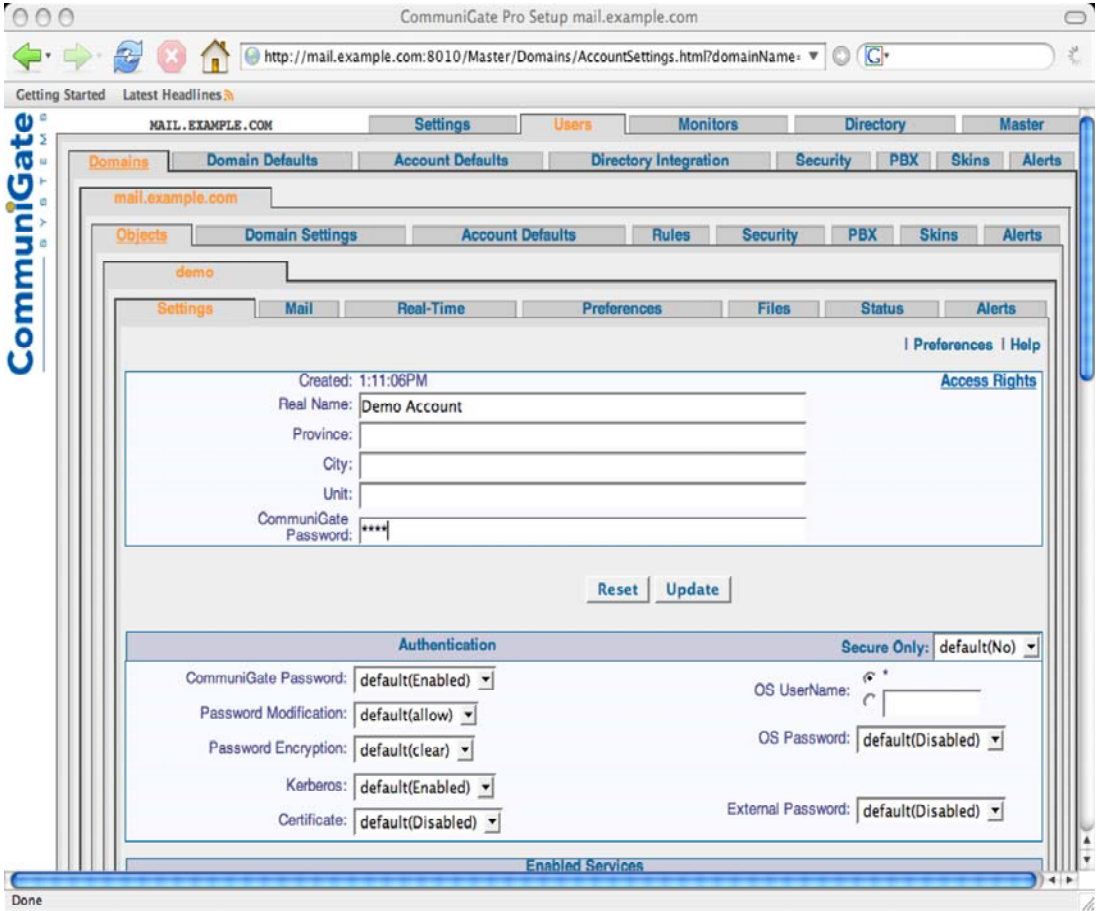 CommuniGate Pro Setup mail.example.com
http://mail.example.com:8010/Master/Domains/AccountSettings.html?domainName=
G
Getting Started Latest Headlines
CommuniGate
SYSTEMS
MAIL.EXAMPLE.COM Settings Users Monitors Directory Master
Domains Domain Defaults Account Defaults Directory Integration Security PBX Skins Alerts
mail.example.com
Objects Domain Settings Account Defaults Rules Security PBX Skins Alerts
demo
Settings Mail Real-Time Preferences Files Status Alerts
| Preferences | Help
Created: 1:11:06PM Access Rights
Real Name: Demo Account
Province:
City:
Unit:
CommuniGate
Password: ****
Reset Update
Authentication Secure Only: default(No)
CommuniGate Password: default(Enabled) OS UserName: *
Password Modification: default(allow)
Password Encryption: default(clear) OS Password: default(Disabled)
Kerberos: default(Enabled)
Certificate: default(Disabled) External Password: default(Disabled)
Enabled Services
Done